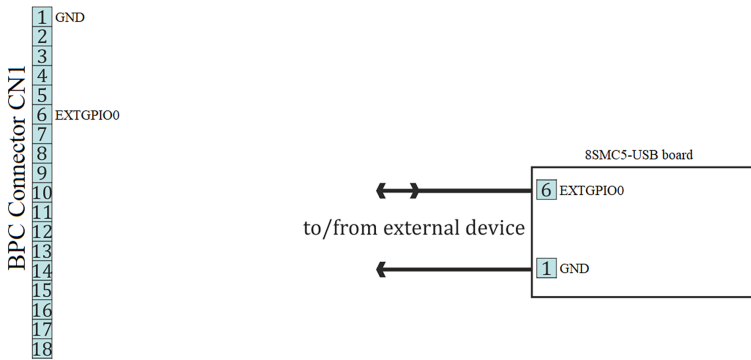 BPC Connector CN1
1 GND
2
3
4
5
6 EXTGPIO0
7
8
9
10
11
12
13
14
15
16
17
18
8SMC5-USB board
6 EXTGPIO0
to/from external device
1 GND